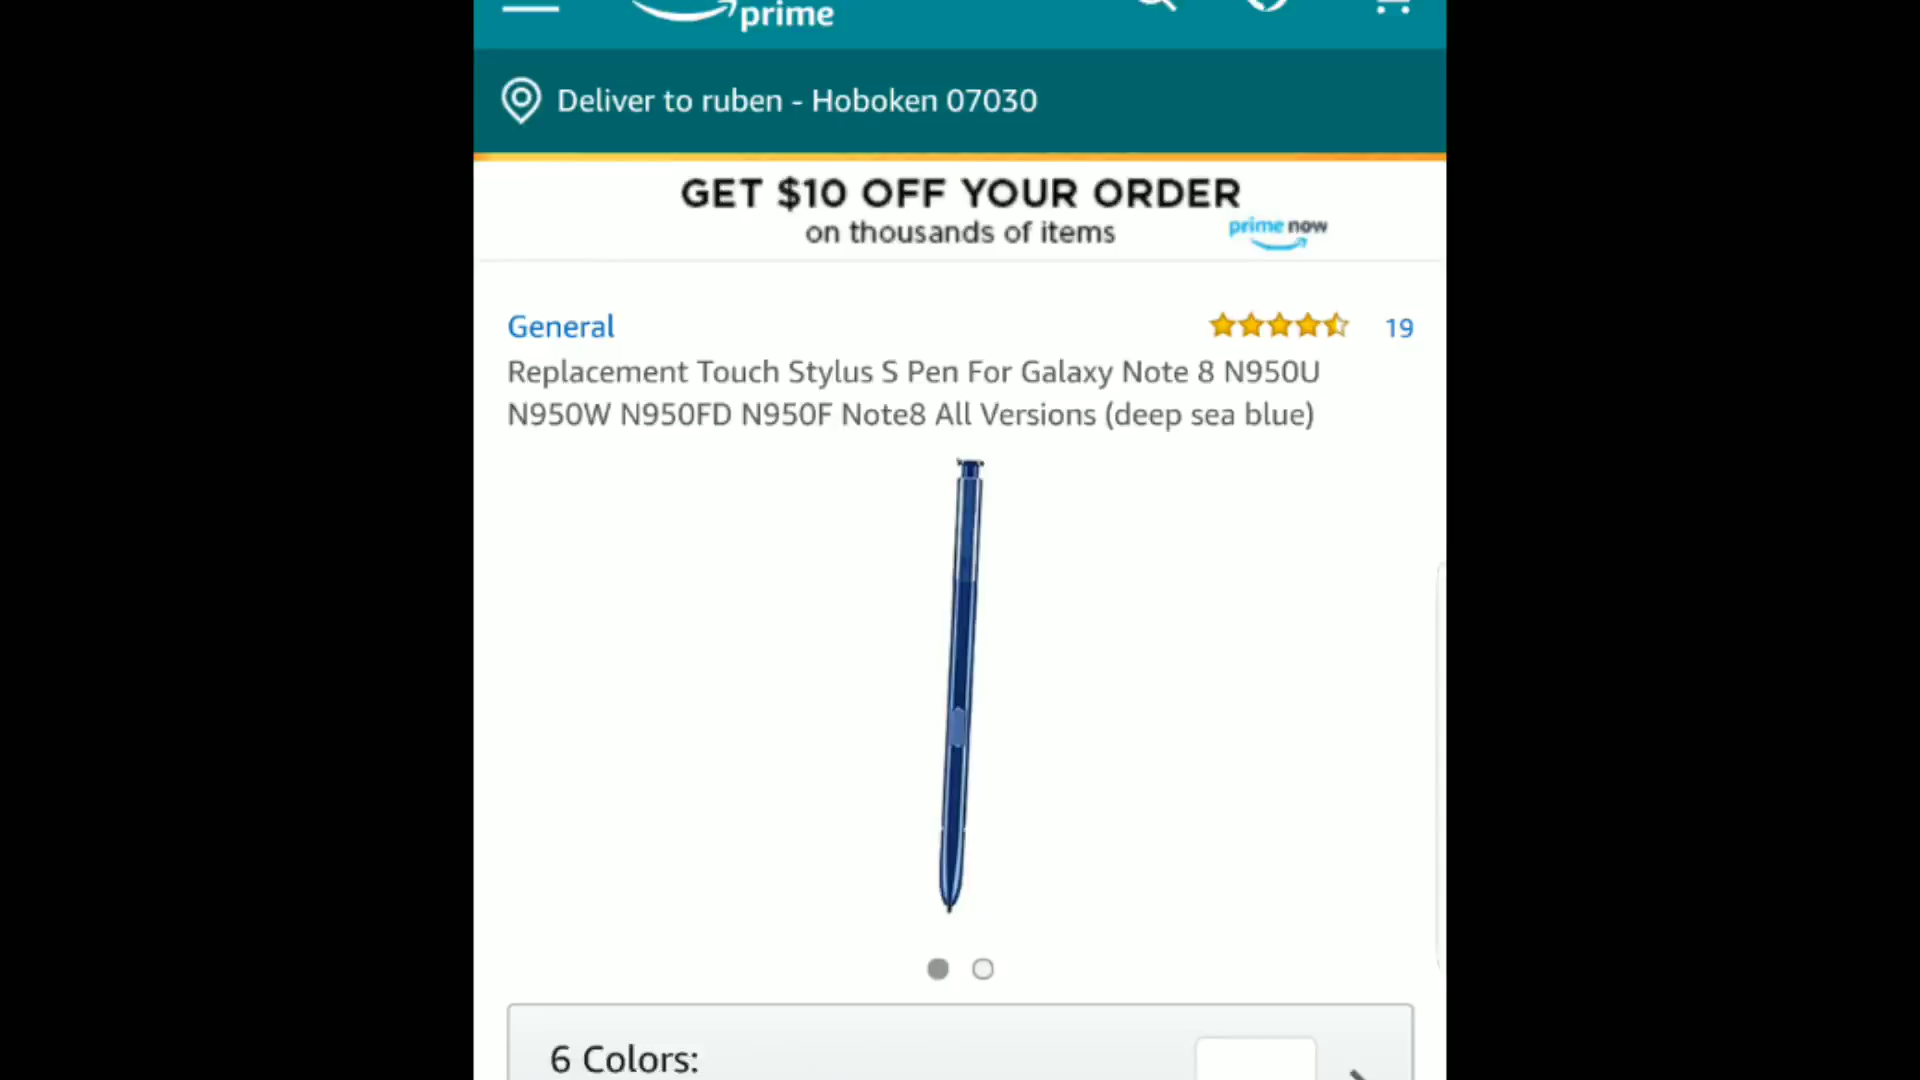 prime
Deliver to ruben - Hoboken 07030
GET $10 OFF YOUR ORDER
on thousands of items
prime now
General
19
Replacement Touch Stylus S Pen For Galaxy Note 8 N950U
N950W N950FD N950F Note8 All Versions (deep sea blue)
6 Colors: